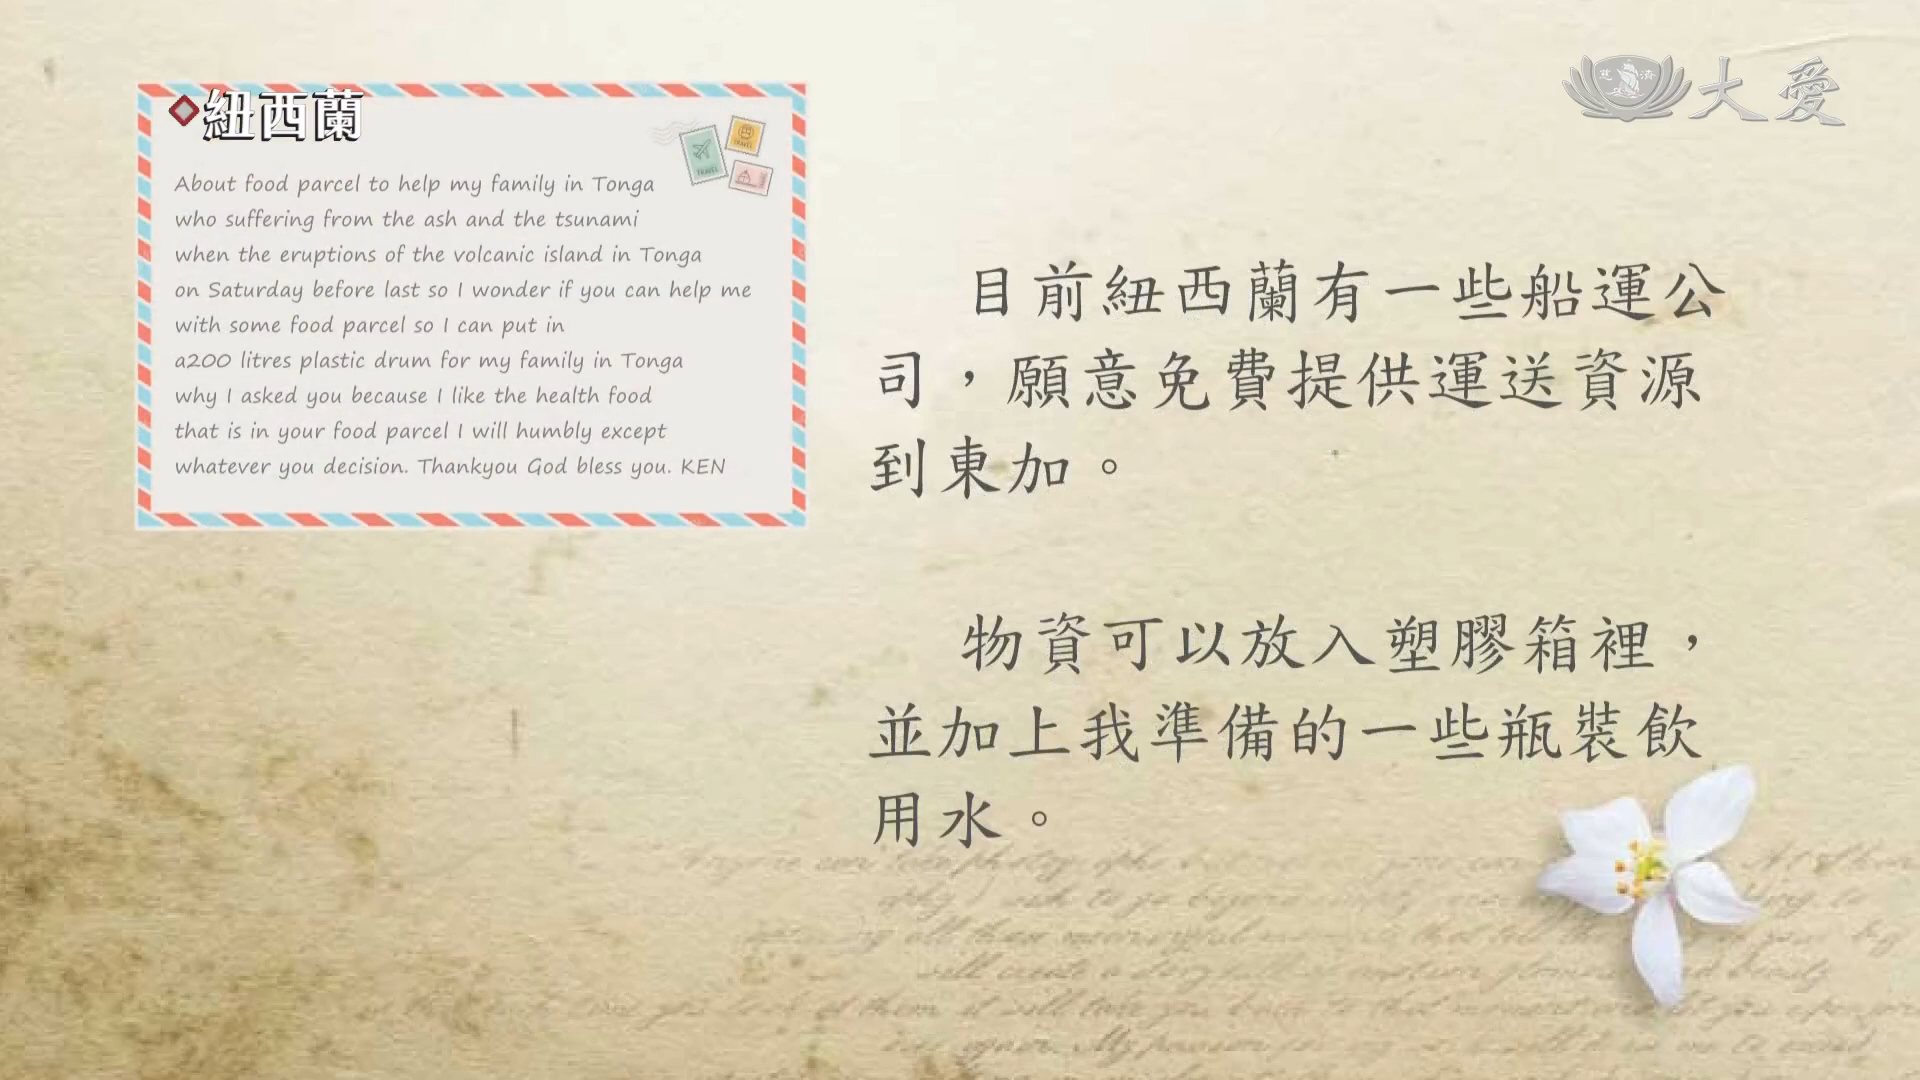 紐西蘭
About food parcel to help my family in Tonga
who suffering from the ash and the tsunami
when the eruptions of the volcanic island in Tonga
on Saturday before last so I wonder if you can help me
with some food parcel so I can put in
a200 litres plastic drum for my family in Tonga
why I asked you because I like the health food
that is in your food parcel I will humbly except
whatever you decision. Thankyou God bless you. KEN
大愛
目前紐西蘭有一些船運公
司，願意免費提供運送資源
到東加。
物資可以放入塑膠箱裡，
並加上我準備的一些瓶裝飲
用水。